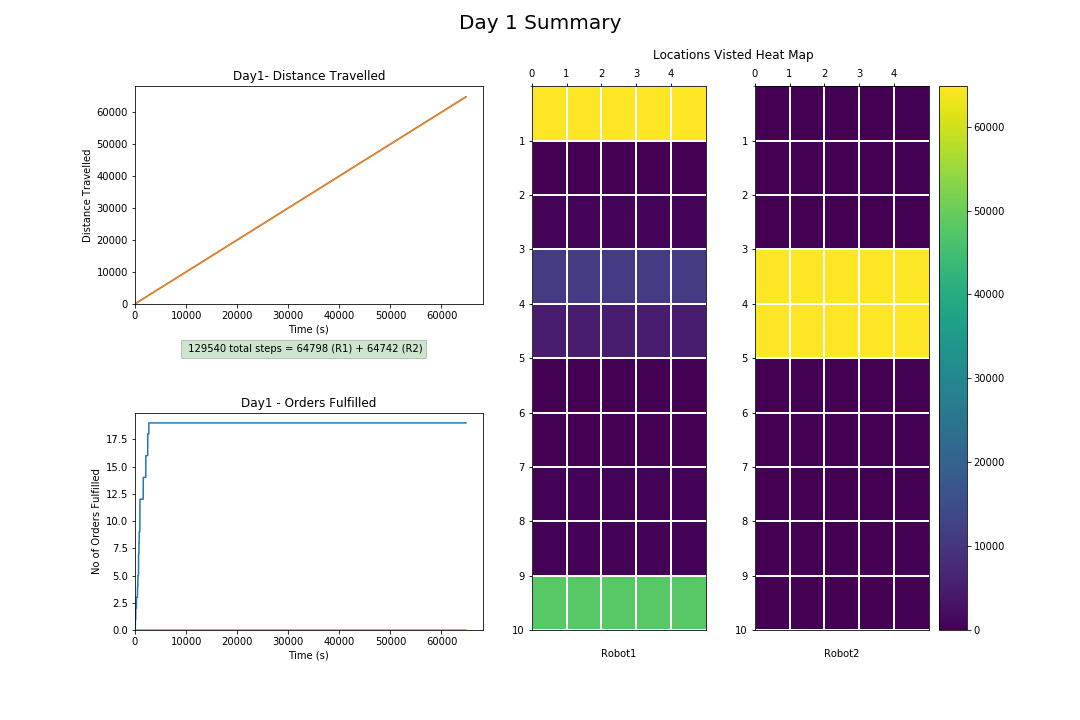 Day 1 Summary
Day1- Distance Travelled
Distance Travelled
60000
50000
40000
30000
20000
10000
0
0 10000 20000 30000 40000 50000 60000
Time (s)
129540 total steps = 64798 (R1) + 64742 (R2)
Day1 - Orders Fulfilled
No of Orders Fulfilled
17.5
15.0
12.5
10.0
7.5
5.0
2.5
0.0
0 10000 20000 30000 40000 50000 60000
Time (s)
Locations Visted Heat Map
0 1 2 3 4
1
2
3
4
5
6
7
8
9
10
Robot1
0 1 2 3 4
1
2
3
4
5
6
7
8
9
10
Robot2
60000
50000
40000
30000
20000
10000
0